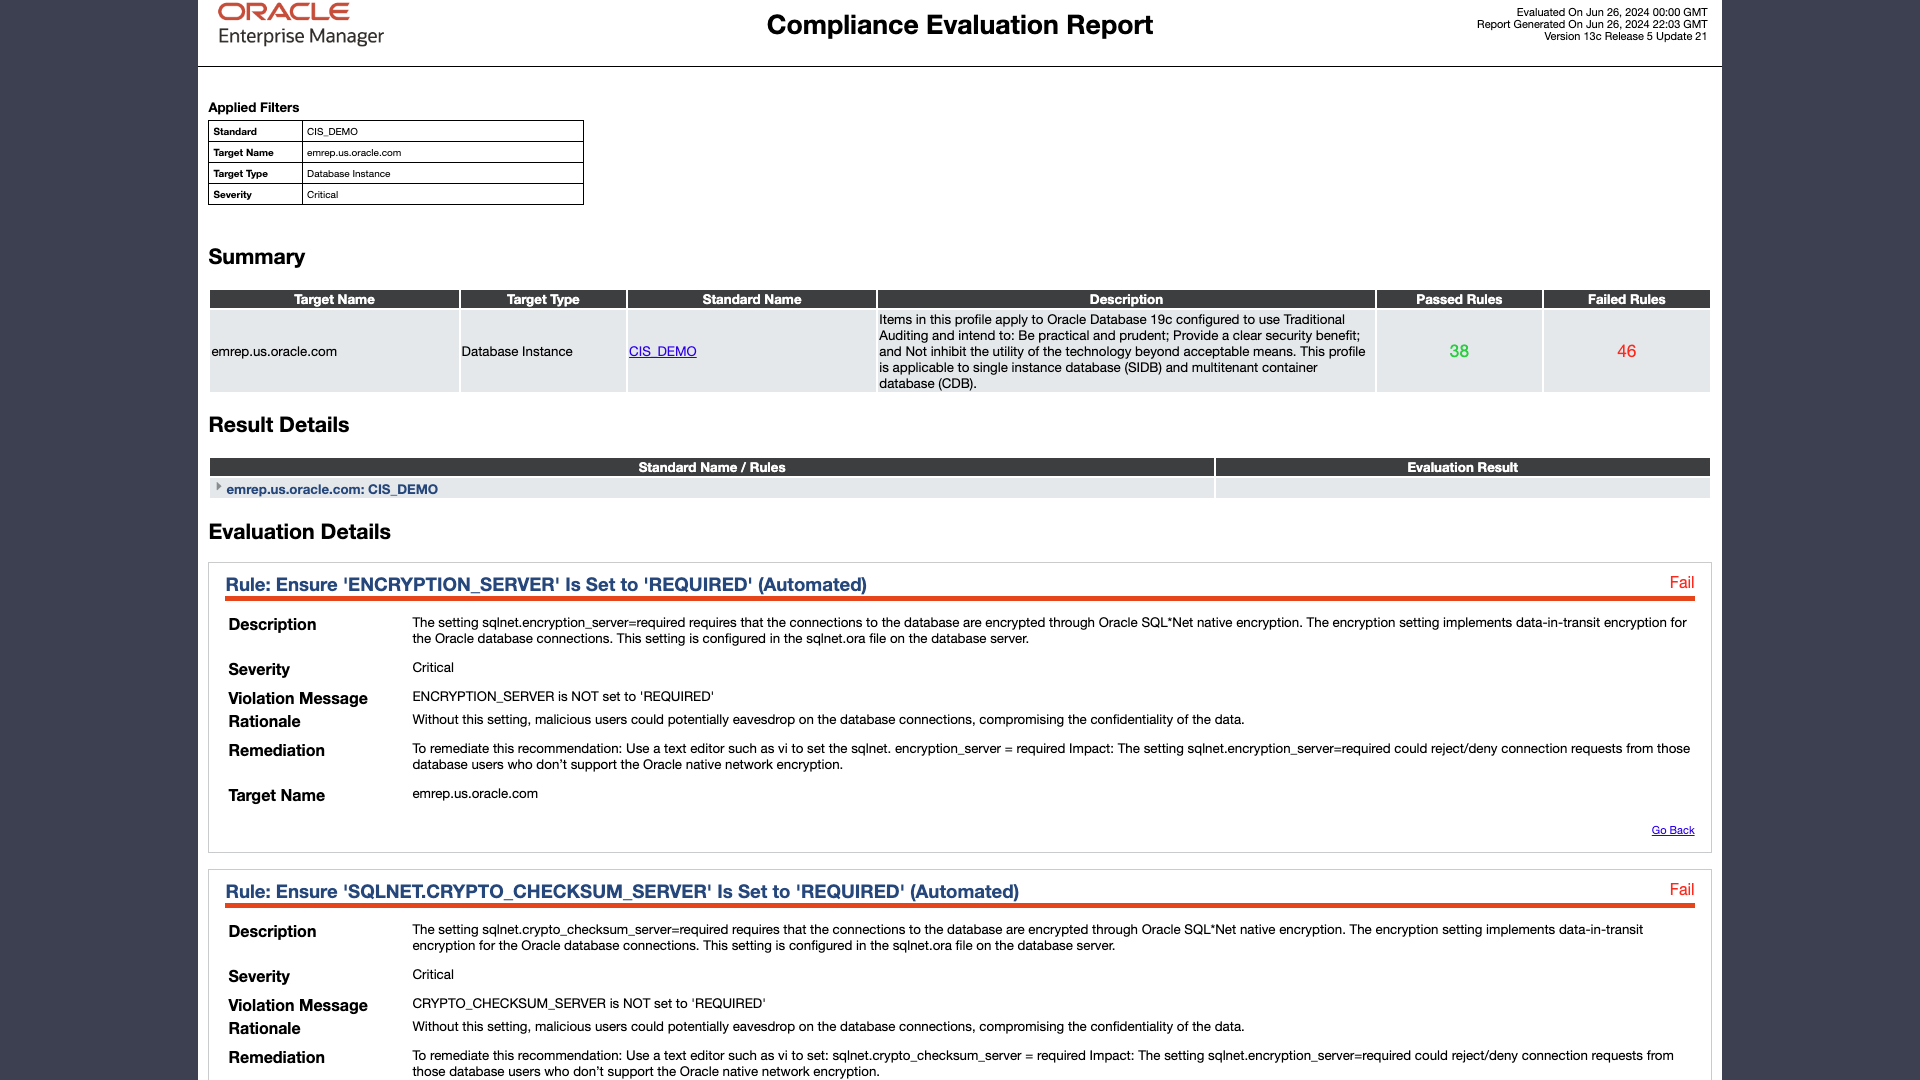 ORACLE
Enterprise Manager
Compliance Evaluation Report
Evaluated On Jun 26, 2024 00:00 GMT
Report Generated On Jun 26, 2024 22:03 GMT
Version 13c Release 5 Update 21
Applied Filters
Standard CIS_DEMO
Target Name emrep.us.oracle.com
Target Type Database Instance
Severity Critical
Summary
Target Name Target Type Standard Name Description Passed Rules Failed Rules
emrep.us.oracle.com Database Instance CIS_DEMO
Items in this profile apply to Oracle Database 19c configured to use Traditional
Auditing and intend to: Be practical and prudent; Provide a clear security benefit;
and Not inhibit the utility of the technology beyond acceptable means. This profile
is applicable to single instance database (SIDB) and multitenant container
database (CDB).
38 46
Result Details
Standard Name / Rules Evaluation Result
emrep.us.oracle.com: CIS_DEMO
Evaluation Details
Rule: Ensure 'ENCRYPTION_SERVER' Is Set to 'REQUIRED' (Automated) Fail
Description The setting sqlnet.encryption_server=required requires that the connections to the database are encrypted through Oracle SQL*Net native encryption. The encryption setting implements data-in-transit encryption for
the Oracle database connections. This setting is configured in the sqlnet.ora file on the database server.
Severity Critical
Violation Message ENCRYPTION_SERVER is NOT set to 'REQUIRED'
Rationale Without this setting, malicious users could potentially eavesdrop on the database connections, compromising the confidentiality of the data.
Remediation To remediate this recommendation: Use a text editor such as vi to set the sqlnet. encryption_server = required Impact: The setting sqlnet.encryption_server=required could reject/deny connection requests from those
database users who don’t support the Oracle native network encryption.
Target Name emrep.us.oracle.com
Go Back
Rule: Ensure 'SQLNET.CRYPTO_CHECKSUM_SERVER' Is Set to 'REQUIRED' (Automated) Fail
Description The setting sqlnet.crypto_checksum_server=required requires that the connections to the database are encrypted through Oracle SQL*Net native encryption. The encryption setting implements data-in-transit
encryption for the Oracle database connections. This setting is configured in the sqlnet.ora file on the database server.
Severity Critical
Violation Message CRYPTO_CHECKSUM_SERVER is NOT set to 'REQUIRED'
Rationale Without this setting, malicious users could potentially eavesdrop on the database connections, compromising the confidentiality of the data.
Remediation To remediate this recommendation: Use a text editor such as vi to set: sqlnet.crypto_checksum_server = required Impact: The setting sqlnet.encryption_server=required could reject/deny connection requests from
those database users who don’t support the Oracle native network encryption.